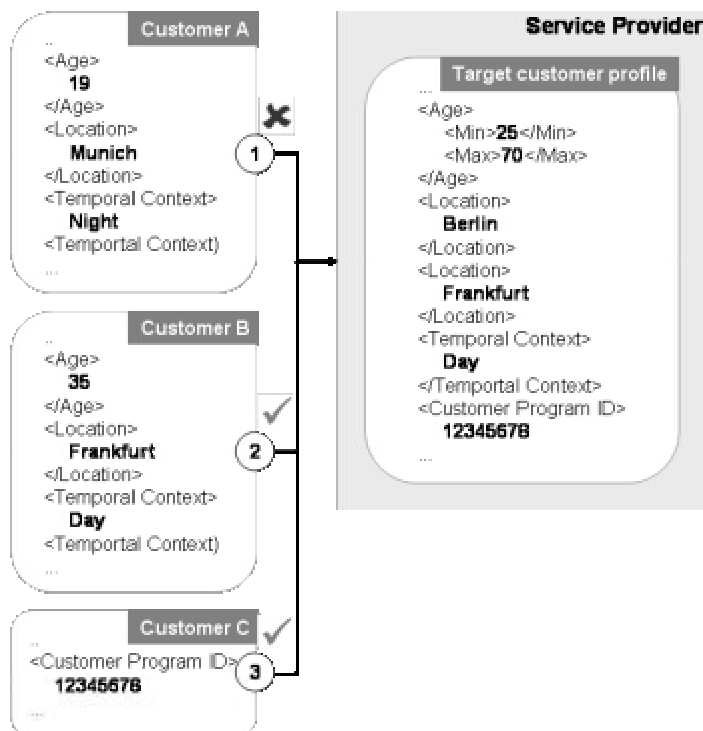 Customer A
..
<Age>
19
</Age>
<Location>
Munich
</Location>
<Temporal Context>
Night
<Temportal Context)
...
1
Customer B
..
<Age>
35
</Age>
<Location>
Frankfurt
</Location>
<Temporal Context>
Day
<Temportal Context)
...
2
Customer C
..
<Customer Program ID>
12345678
....
3
Service Provider
Target customer profile
...
<Age>
<Min>25</Min>
<Max>70</Max>
</Age>
<Location>
Berlin
</Location>
<Location>
Frankfurt
</Location>
<Temporal Context>
Day
</Temportal Context>
<Customer Program ID>
12345678
...